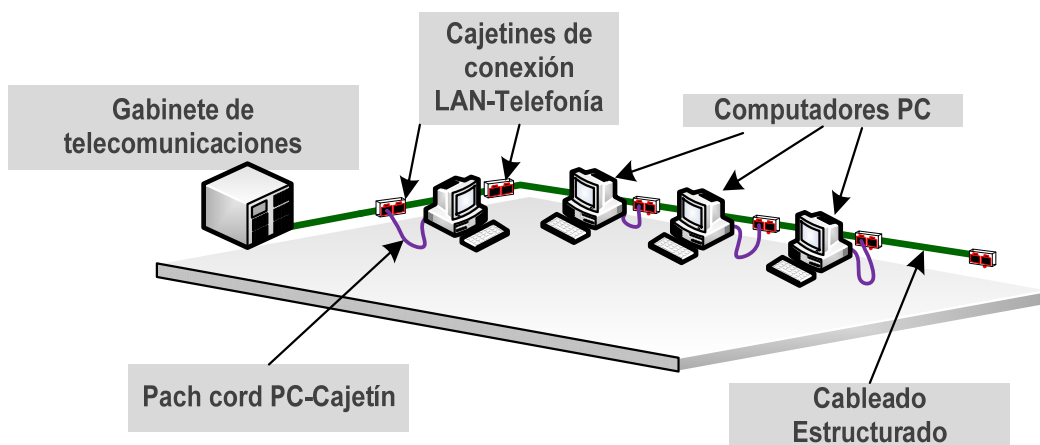 Cajetines de
conexión
LAN-Telefonía
Gabinete de
telecomunicaciones
Computadores PC
Pach cord PC-Cajetín
Cableado
Estructurado